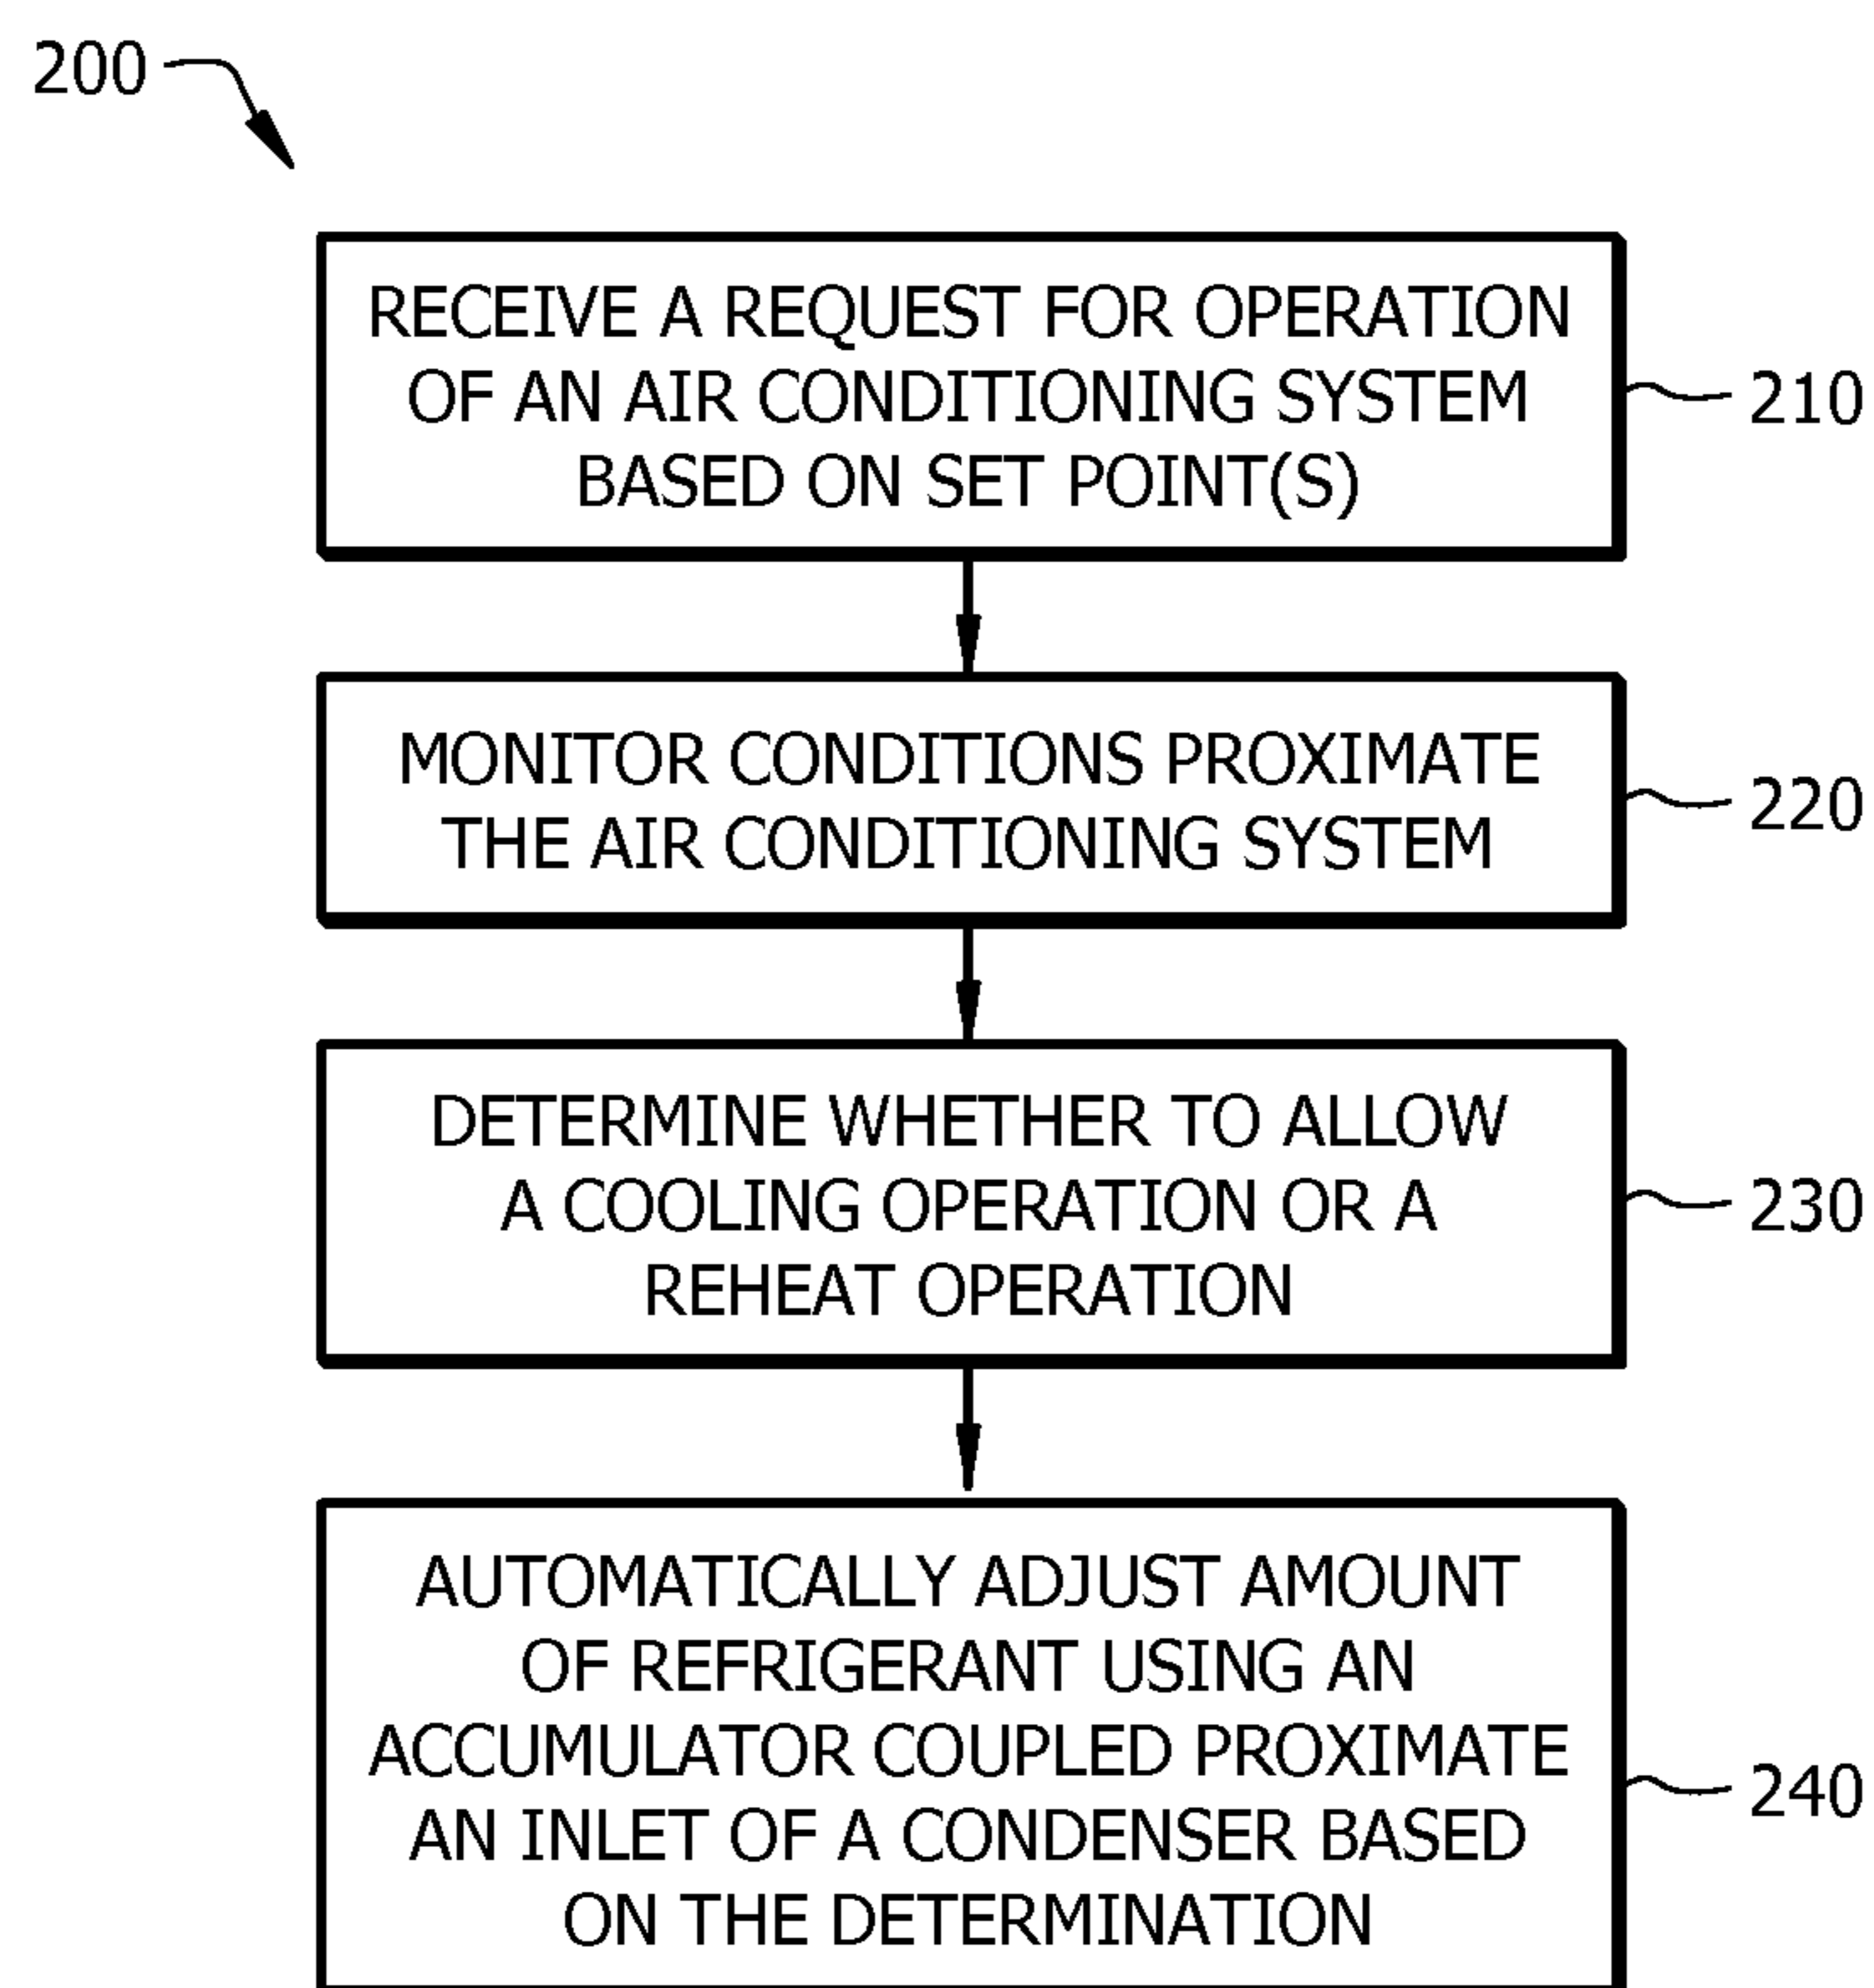 200
RECEIVE A REQUEST FOR OPERATION
OF AN AIR CONDITIONING SYSTEM
BASED ON SET POINT(S)
210
MONITOR CONDITIONS PROXIMATE
THE AIR CONDITIONING SYSTEM
220
DETERMINE WHETHER TO ALLOW
A COOLING OPERATION OR A
REHEAT OPERATION
230
AUTOMATICALLY ADJUST AMOUNT
OF REFRIGERANT USING AN
ACCUMULATOR COUPLED PROXIMATE
AN INLET OF A CONDENSER BASED
ON THE DETERMINATION
240